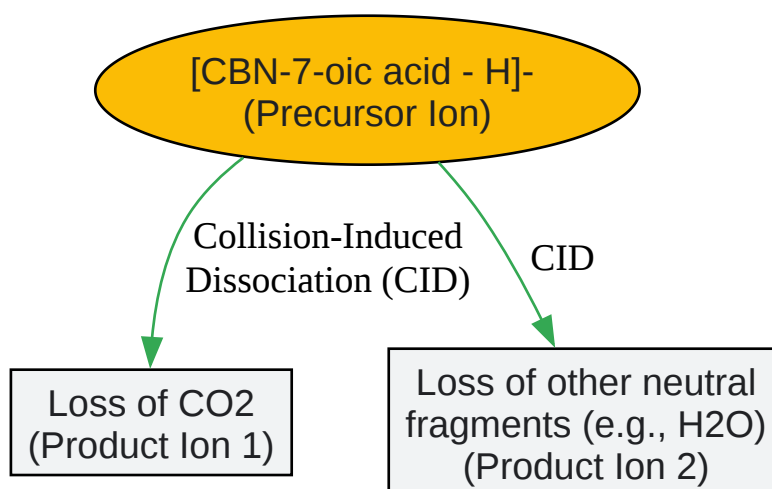 [CBN-7-oic acid - H]-
(Precursor Ion)
Collision-Induced
Dissociation (CID)
CID
Loss of CO2
(Product Ion 1)
Loss of other neutral
fragments (e.g., H2O)
(Product Ion 2)